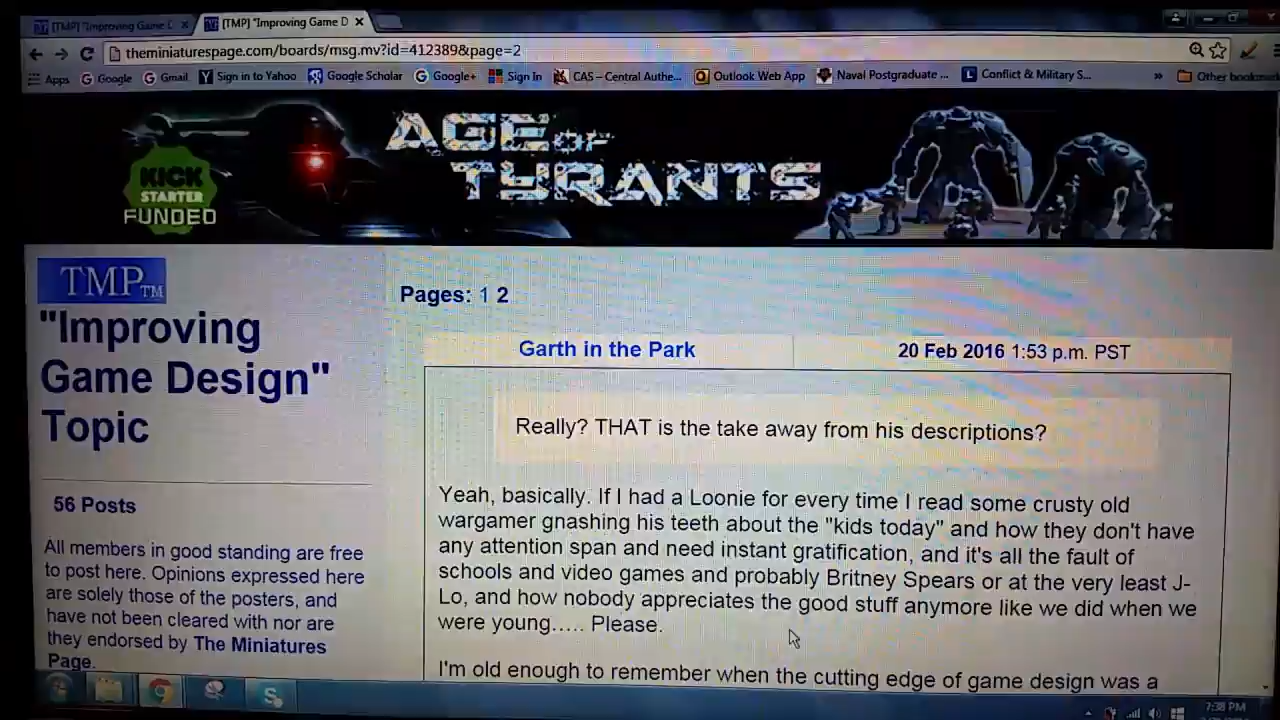 [TMP] "Improving Game D
[TMP] "Improving Game D
theminiaturespage.com/boards/msg.mv?id=412389&page=2
Apps Google Gmail Sign in to Yahoo Google Scholar Google+ Sign In CAS – Central Authe... Outlook Web App Naval Postgraduate ... Conflict & Military S... » Other bookma
AGE OF
TYRANTS
KICK
STARTER
FUNDED
TMP TM
"Improving
Game Design"
Topic
56 Posts
All members in good standing are free
to post here. Opinions expressed here
are solely those of the posters, and
have not been cleared with nor are
they endorsed by The Miniatures
Page.
Pages: 1 2
Garth in the Park
20 Feb 2016 1:53 p.m. PST
Really? THAT is the take away from his descriptions?
Yeah, basically. If I had a Loonie for every time I read some crusty old
wargamer gnashing his teeth about the "kids today" and how they don't have
any attention span and need instant gratification, and it's all the fault of
schools and video games and probably Britney Spears or at the very least J-
Lo, and how nobody appreciates the good stuff anymore like we did when we
were young..... Please.
I'm old enough to remember when the cutting edge of game design was a
7:38 PM